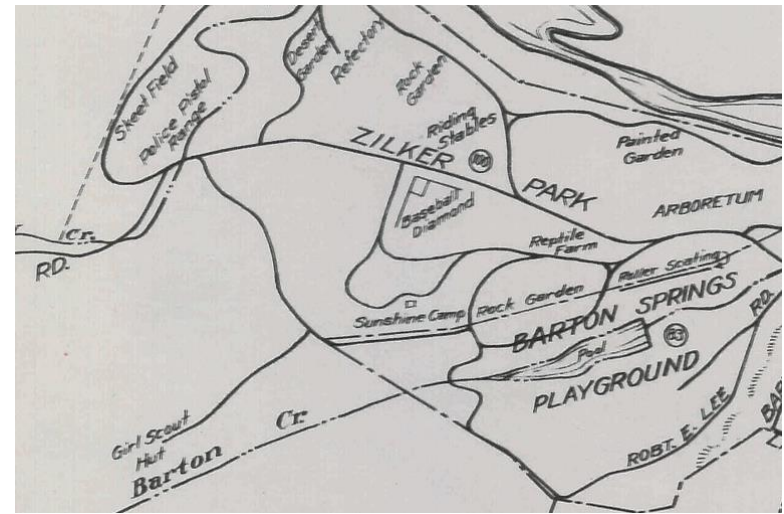 Skeet Field
Police Pistol
Range
Desert
Garden
Refectory
Rock
Garden
Riding
Stables
ZILKER
PARK
Painted
Garden
ARBORETUM
Baseball
Diamond
Reptile
Farm
Cr.
RD.
Sunshine Camp
Rock Garden
Roller Scating
BARTON SPRINGS
Pool
83
PLAYGROUND
RD.
ROBT. E. LEE
Girl Scout
Hut
Barton
Cr.